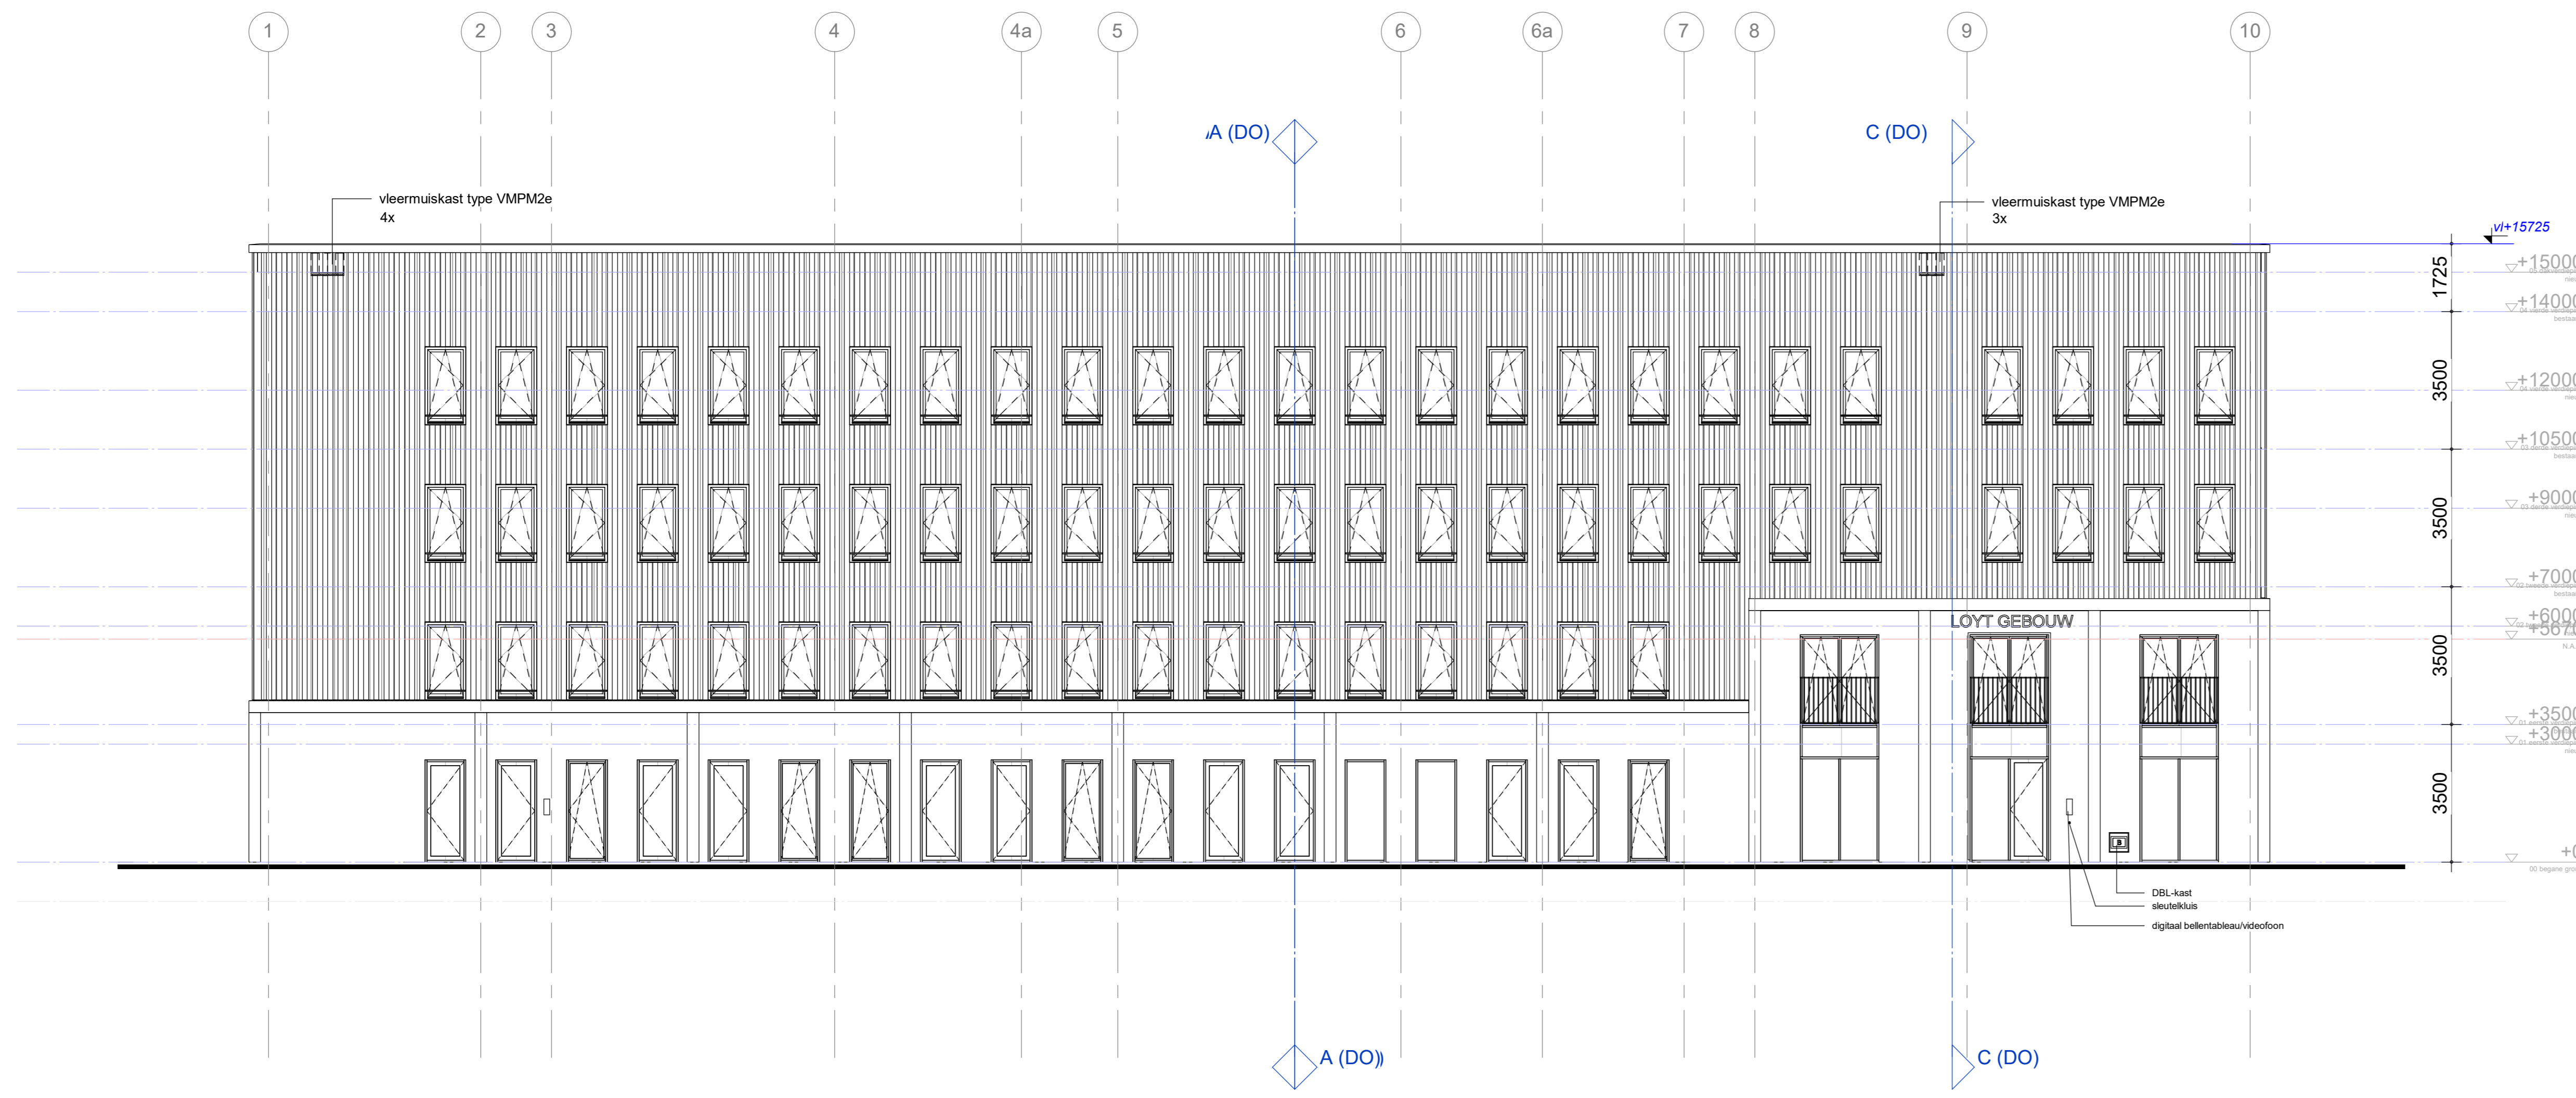 1 2 3 4 4a 5 6 6a 7 8 9 10
A (DO)
C (DO)
vleermuiskast type VMPM2e
4x
vleermuiskast type VMPM2e
3x
vl+15725
1725
3500
3500
3500
3500
+15000
+14000
+12000
+10500
+9000
+7000
+6000
+3500
+3000
LOYT GEBOUW
B
DBL-kast
sleutelkluis
digitaal bellentableau/videofoon
00 begane
A (DO)
C (DO)